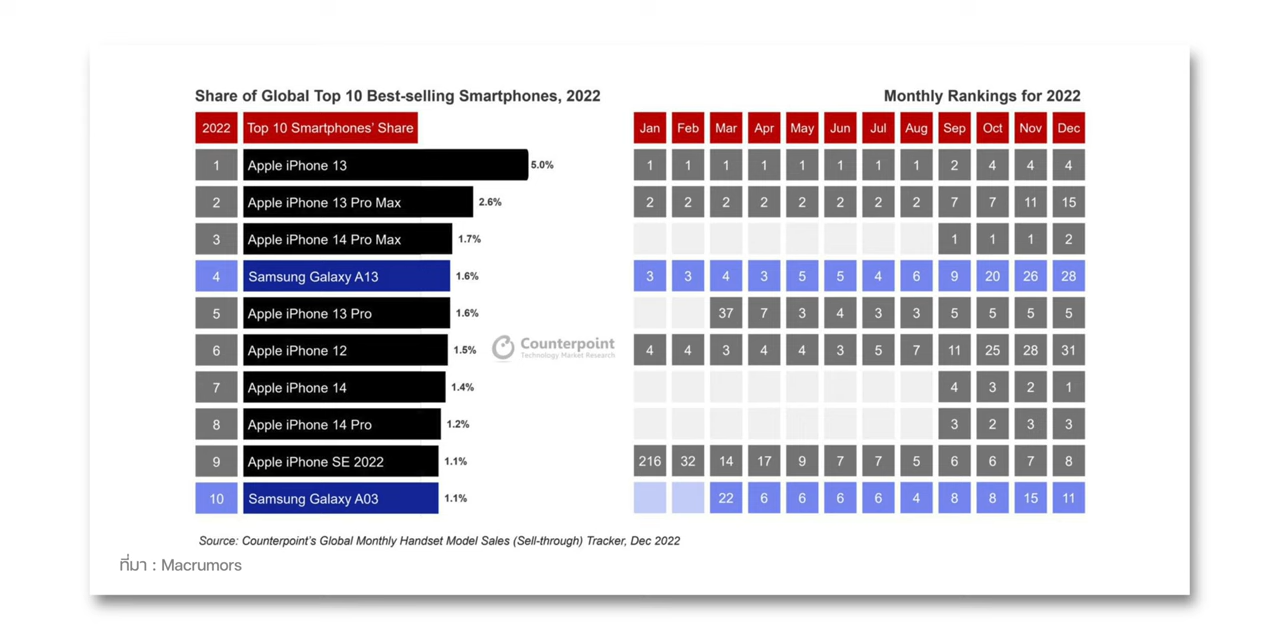 Share of Global Top 10 Best-selling Smartphones, 2022
Monthly Rankings for 2022
2022 Top 10 Smartphones' Share Jan Feb Mar Apr May Jun Jul Aug Sep Oct Nov Dec
1 Apple iPhone 13 5.0% 1 1 1 1 1 1 1 1 2 4 4 4
2 Apple iPhone 13 Pro Max 2.6% 2 2 2 2 2 2 2 2 7 7 11 15
3 Apple iPhone 14 Pro Max 1.7% 1 1 1 2
4 Samsung Galaxy A13 1.6% 3 3 4 3 5 5 4 6 9 20 26 28
5 Apple iPhone 13 Pro 1.6% 37 7 3 4 3 3 5 5 5 5
6 Apple iPhone 12 1.5% 4 4 3 4 4 3 5 7 11 25 28 31
Counterpoint
Technology Market Research
7 Apple iPhone 14 1.4% 4 3 2 1
8 Apple iPhone 14 Pro 1.2% 3 2 3 3
9 Apple iPhone SE 2022 1.1% 216 32 14 17 9 7 7 5 6 6 7 8
10 Samsung Galaxy A03 1.1% 22 6 6 6 6 4 8 8 15 11
Source: Counterpoint's Global Monthly Handset Model Sales (Sell-through) Tracker, Dec 2022
ที่มา : Macrumors